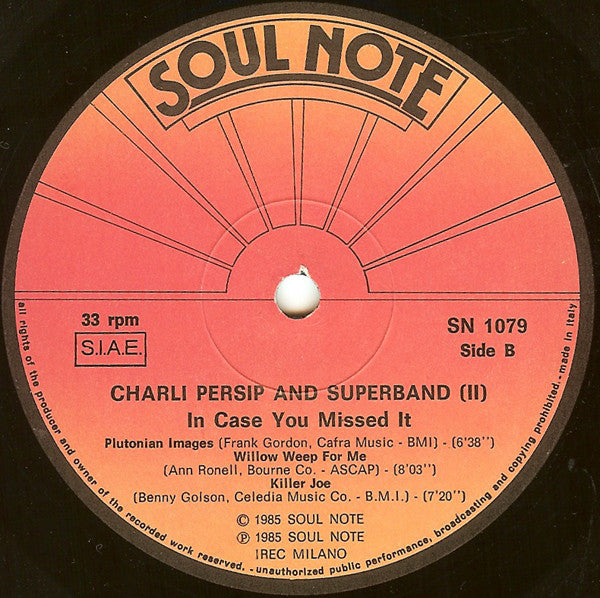 SOUL NOTE
33 rpm
S.I.A.E.
SN 1079
Side B
CHARLI PERSIP AND SUPERBAND (II)
In Case You Missed It
Plutonian Images (Frank Gordon, Cafra Music - BMI) - (6'38'')
Willow Weep For Me
(Ann Ronell, Bourne Co. - ASCAP) - (8'03'')
Killer Joe
(Benny Golson, Celedia Music Co. - B.M.I.) - (7'20'')
© 1985 SOUL NOTE
℗ 1985 SOUL NOTE
IREC MILANO
all rights of the producer and owner of the recorded work reserved. - unauthorized public performance, broadcasting and copying prohibited. - made in Italy